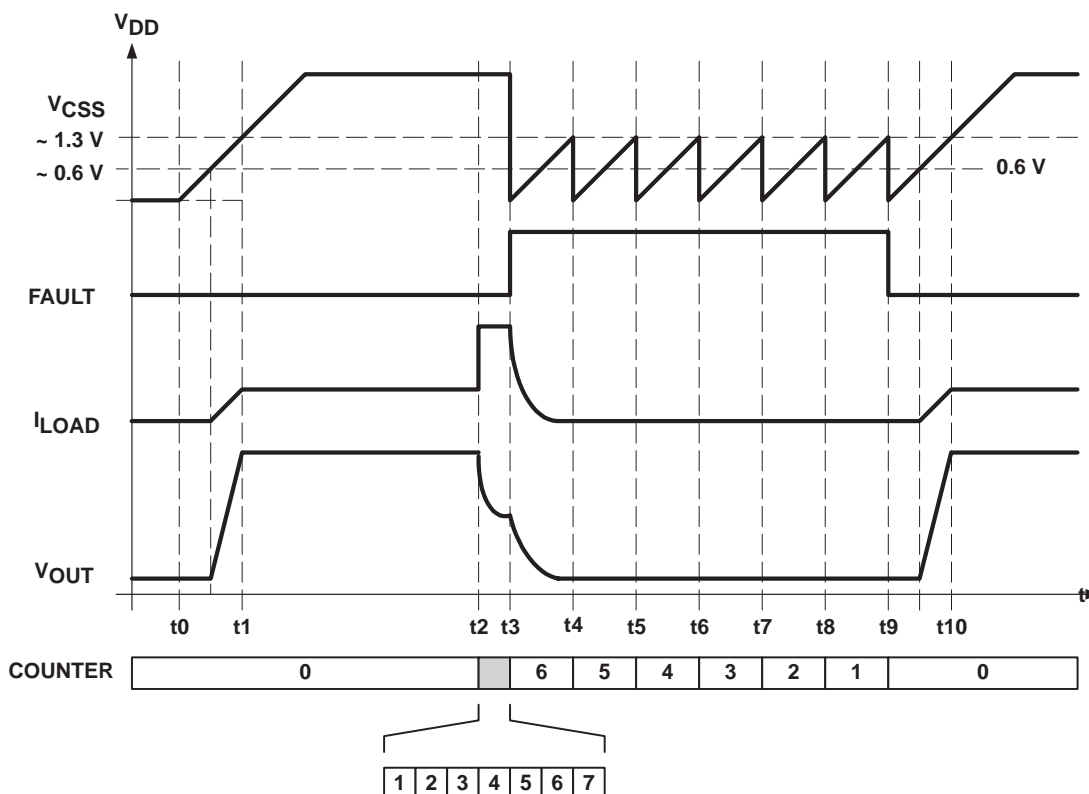 VDD
VCSS
~ 1.3 V
~ 0.6 V
0.6 V
FAULT
ILOAD
VOUT
t
t0 t1 t2 t3 t4 t5 t6 t7 t8 t9 t10
COUNTER 0 6 5 4 3 2 1 0
1 2 3 4 5 6 7